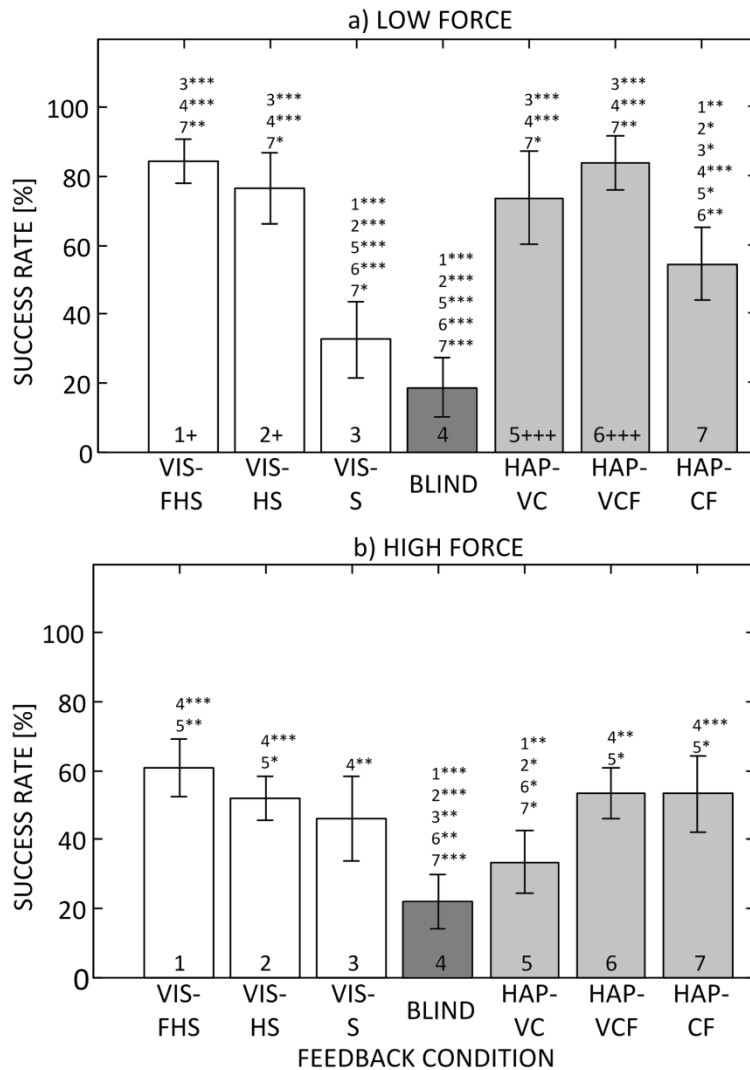 a) LOW FORCE
SUCCESS RATE [%]
100
80
60
40
20
0
3***
4***
7**
3***
4***
7*
1***
2***
5***
6***
7*
1***
2***
5***
6***
7***
3***
4***
7*
3***
4***
7**
1**
2*
3*
4***
5*
6**
1+ 2+ 3 4 5+++ 6+++ 7
VIS-FHS
VIS-HS
VIS-S
BLIND
HAP-VC
HAP-VCF
HAP-CF
b) HIGH FORCE
SUCCESS RATE [%]
100
80
60
40
20
0
4***
5**
4***
5*
4**
1***
2***
3**
6**
7***
1**
2*
6*
7*
4**
5*
4***
5*
1 2 3 4 5 6 7
VIS-FHS
VIS-HS
VIS-S
BLIND
HAP-VC
HAP-VCF
HAP-CF
FEEDBACK CONDITION